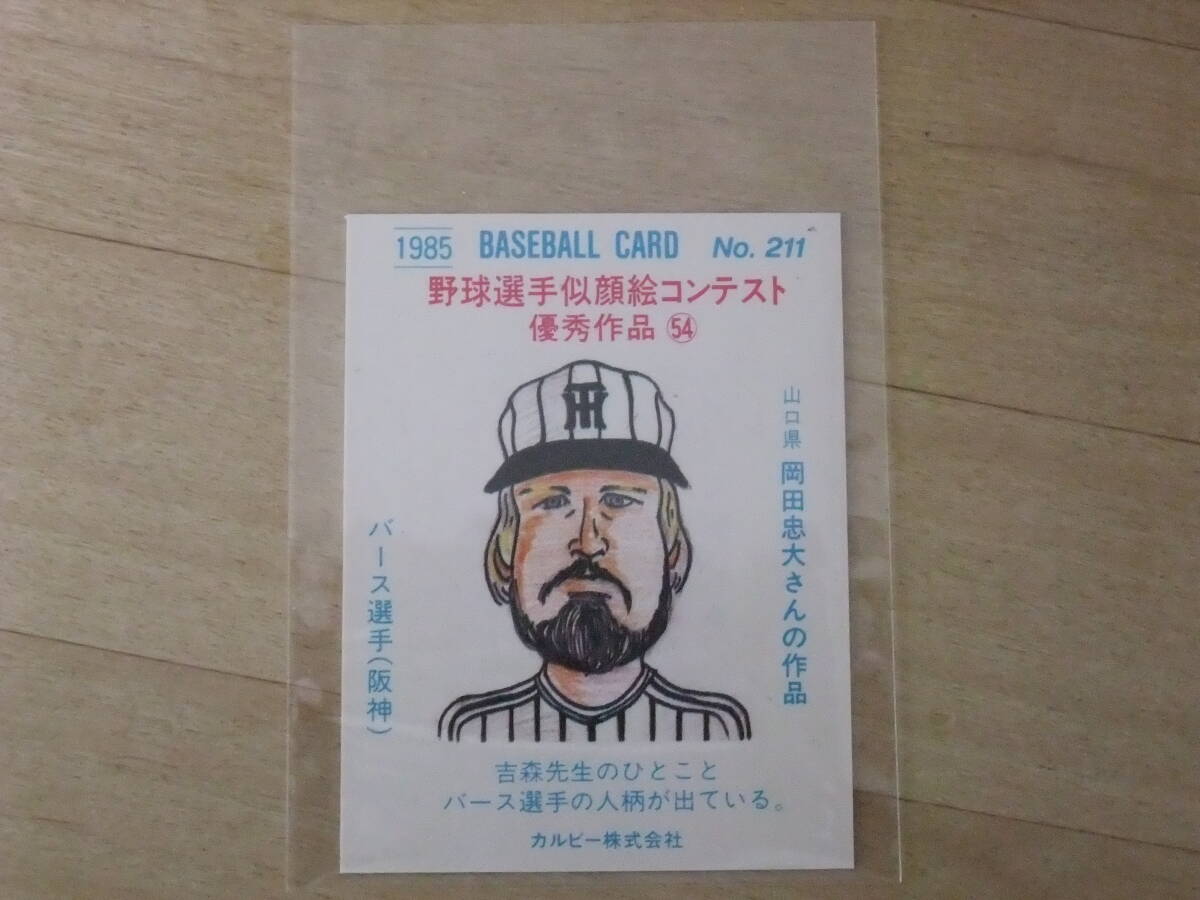 1985 BASEBALL CARD No. 211
野球選手似顔絵コンテスト
優秀作品 54
山口県 岡田忠大さんの作品
バース選手(阪神)
HT
吉森先生のひとこと
バース選手の人柄が出ている。
カルビー株式会社